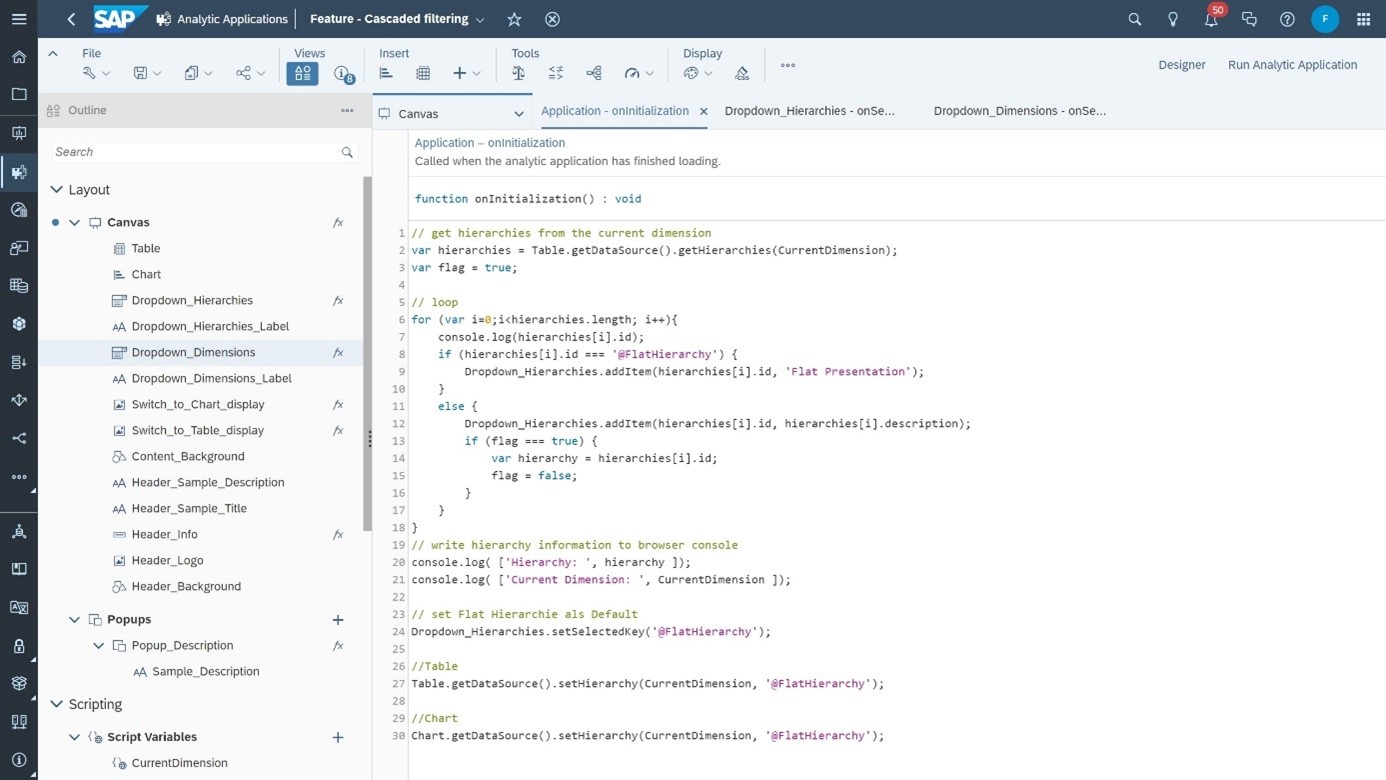 SAP
Analytic Applications
Feature - Cascaded filtering
50
F
File
Views
Insert
Tools
Display
8
Designer
Run Analytic Application
Outline
Canvas
Application - onInitialization
Dropdown_Hierarchies - onSe...
Dropdown_Dimensions - onSe...
Search
Layout
Canvas
fx
Table
Chart
Dropdown_Hierarchies
fx
Dropdown_Hierarchies_Label
Dropdown_Dimensions
fx
Dropdown_Dimensions_Label
Switch_to_Chart_display
fx
Switch_to_Table_display
fx
Content_Background
Header_Sample_Description
Header_Sample_Title
Header_Info
fx
Header_Logo
Header_Background
Popups
Popup_Description
fx
Sample_Description
Scripting
Script Variables
CurrentDimension
Application – onInitialization
Called when the analytic application has finished loading.
function onInitialization() : void
1 // get hierarchies from the current dimension
2 var hierarchies = Table.getDataSource().getHierarchies(CurrentDimension);
3 var flag = true;
4
5 // loop
6 for (var i=0;i<hierarchies.length; i++){
7 console.log(hierarchies[i].id);
8 if (hierarchies[i].id === '@FlatHierarchy') {
9 Dropdown_Hierarchies.addItem(hierarchies[i].id, 'Flat Presentation');
10 }
11 else {
12 Dropdown_Hierarchies.addItem(hierarchies[i].id, hierarchies[i].description);
13 if (flag === true) {
14 var hierarchy = hierarchies[i].id;
15 flag = false;
16 }
17 }
18 }
19 // write hierarchy information to browser console
20 console.log( ['Hierarchy: ', hierarchy ]);
21 console.log( ['Current Dimension: ', CurrentDimension ]);
22
23 // set Flat Hierarchie als Default
24 Dropdown_Hierarchies.setSelectedKey('@FlatHierarchy');
25
26 //Table
27 Table.getDataSource().setHierarchy(CurrentDimension, '@FlatHierarchy');
28
29 //Chart
30 Chart.getDataSource().setHierarchy(CurrentDimension, '@FlatHierarchy');